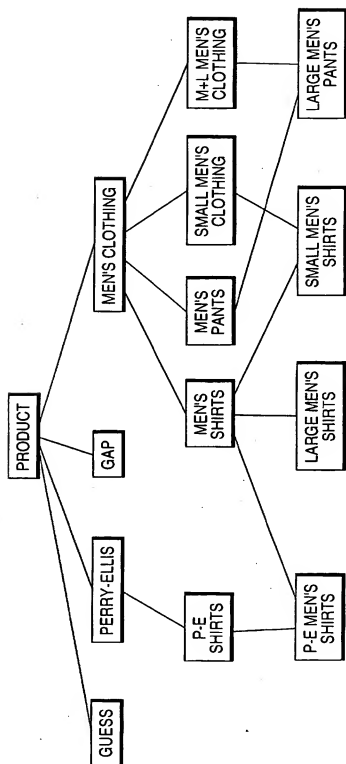 PRODUCT
GUESS
PERRY-ELLIS
GAP
MEN'S CLOTHING
P-E
SHIRTS
MEN'S
SHIRTS
MEN'S
PANTS
SMALL MEN'S
CLOTHING
M+L MEN'S
CLOTHING
P-E MEN'S
SHIRTS
LARGE MEN'S
SHIRTS
SMALL MEN'S
SHIRTS
LARGE MEN'S
PANTS